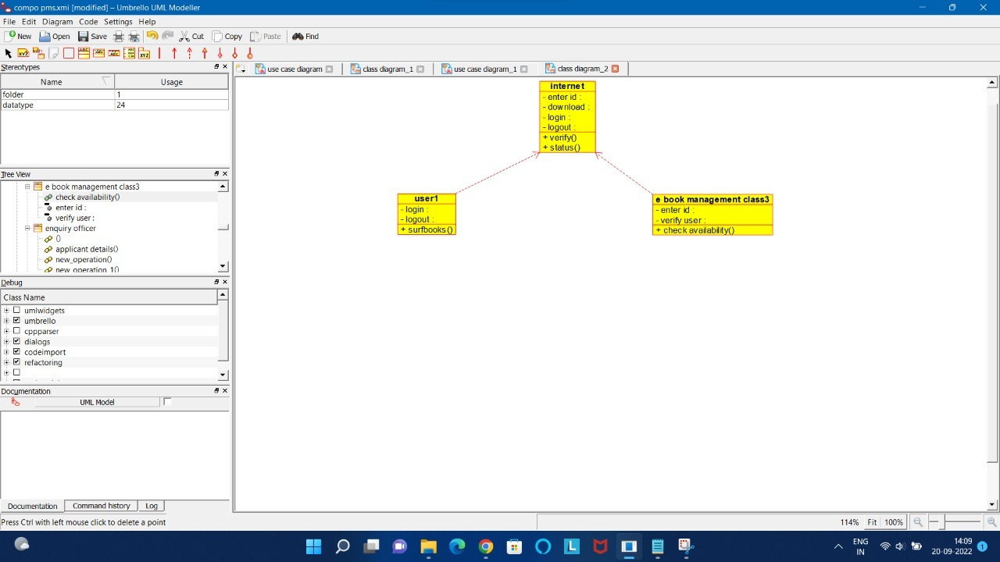 compo pms.xmi [modified] – Umbrello UML Modeller
File Edit Diagram Code Settings Help
New Open Save Cut Copy Paste Find
Stereotypes
Name Usage
folder 1
datatype 24
Tree View
e book management class3
check availability()
enter id :
verify user :
enquiry officer
()
applicant details()
new_operation()
new_operation_1()
Debug
Class Name
umlwidgets
umbrello
cppparser
dialogs
codeimport
refactoring
Documentation
UML Model
Documentation Command history Log
use case diagram class diagram_1 use case diagram_1 class diagram_2
internet
- enter id :
- download :
- login :
- logout :
+ verify()
+ status()
user1
- login :
- logout :
+ surfbooks()
e book management class3
- enter id :
- verify user :
+ check availability()
Press Ctrl with left mouse click to delete a point
114% Fit 100%
ENG
IN
14:09
20-09-2022
1